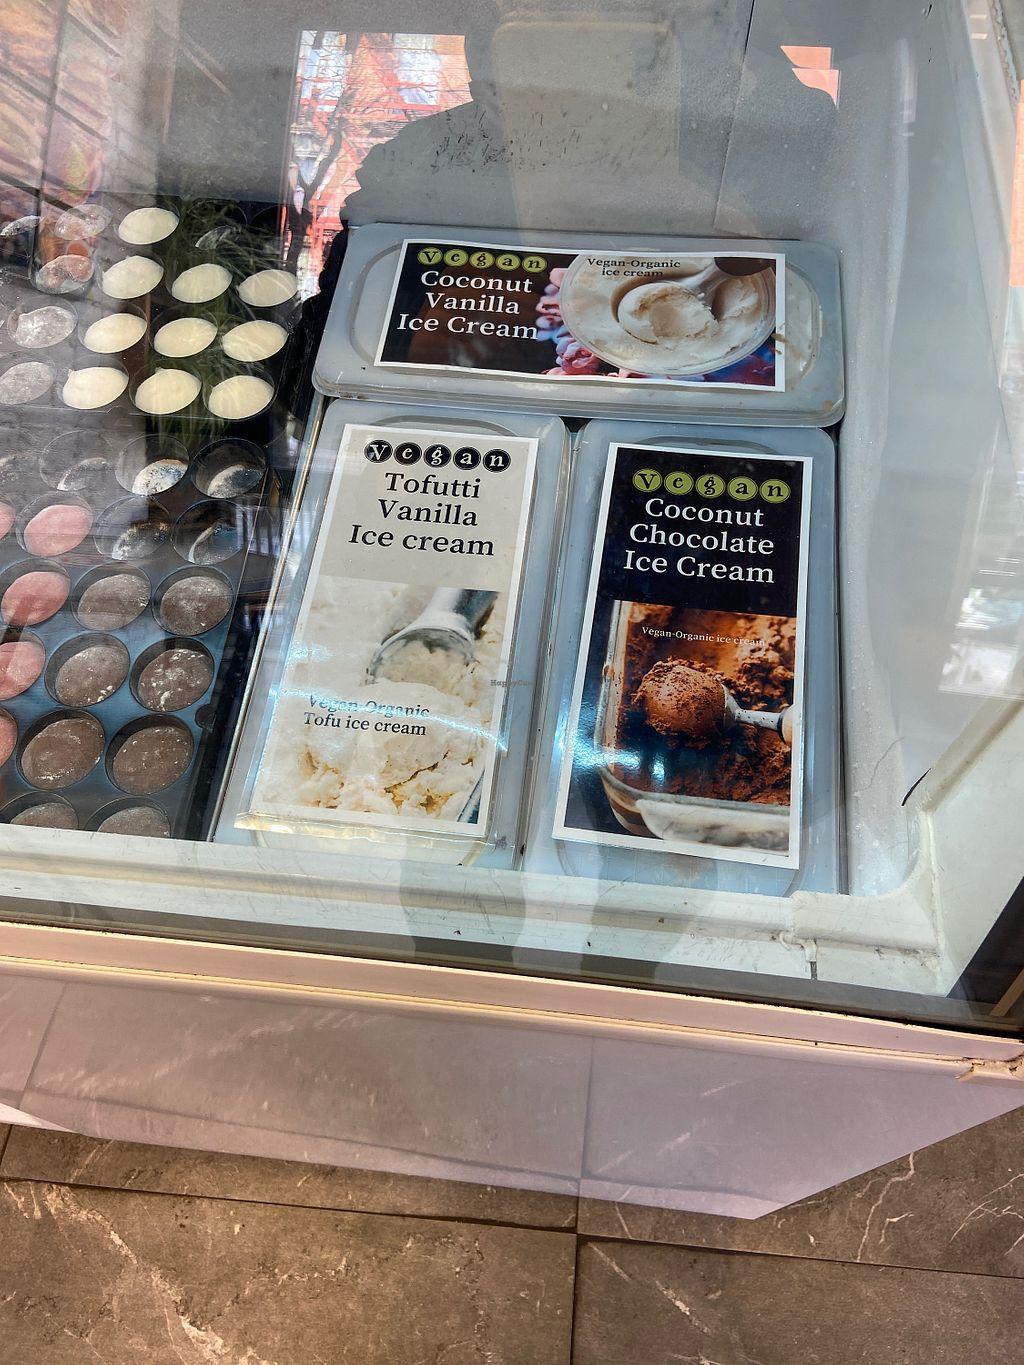 vegan
Coconut
Vanilla
Ice Cream
Vegan-Organic
ice cream
vegan
Tofutti
Vanilla
Ice cream
Vegan-Organic
Tofu ice cream
vegan
Coconut
Chocolate
Ice Cream
Vegan-Organic ice cream
HappyCow